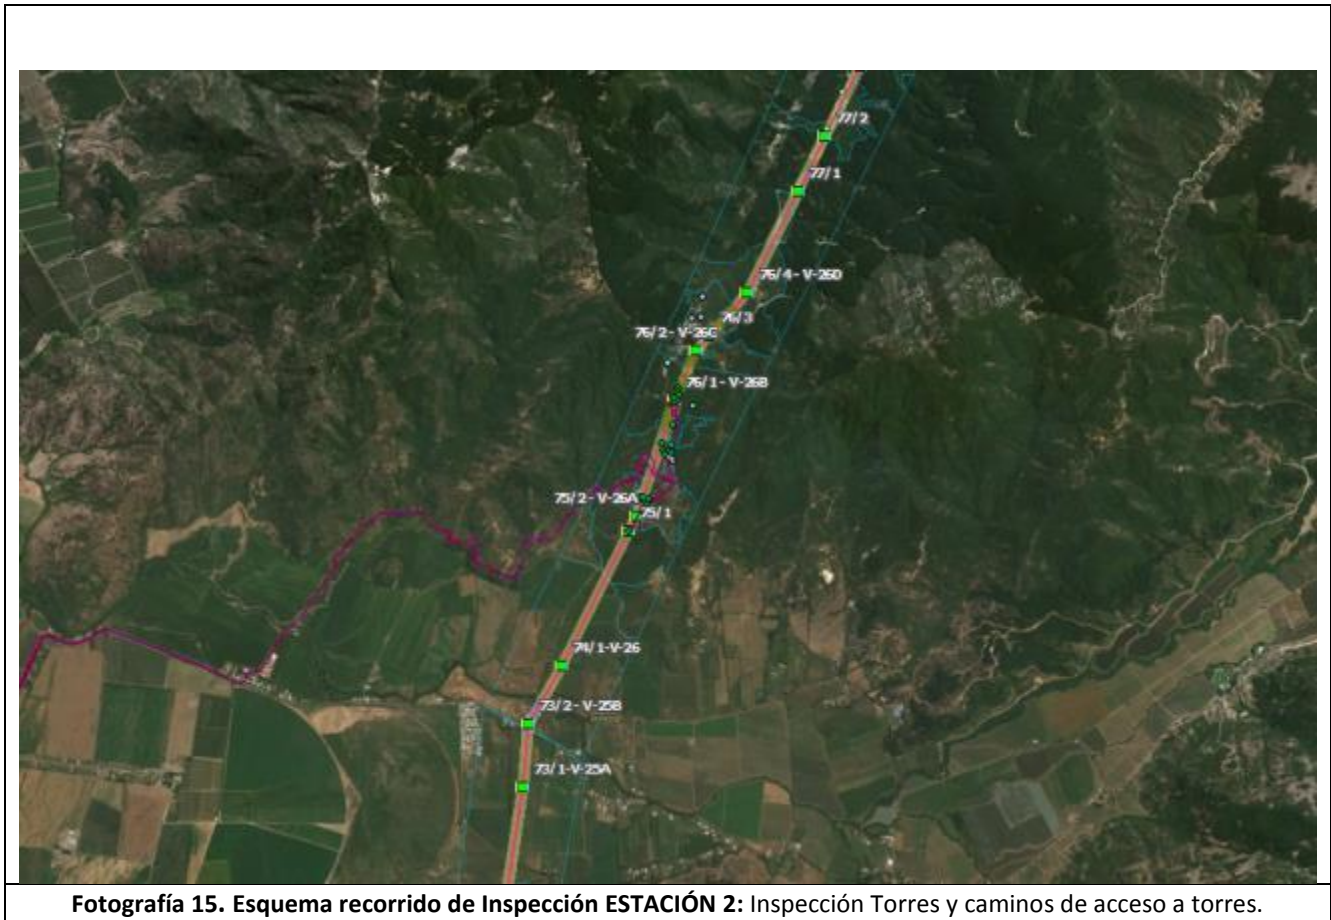 77/2
77/1
76/4 - V-26D
76/3
76/2 - V-26C
76/1 - V-26B
75/2 - V-26A
75/1
74/1-V-26
73/2 - V-25B
73/1-V-25A
Fotografía 15. Esquema recorrido de Inspección ESTACIÓN 2: Inspección Torres y caminos de acceso a torres.